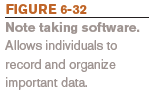 FIGURE 6-32
Note taking software.
Allows individuals to
record and organize
important data.